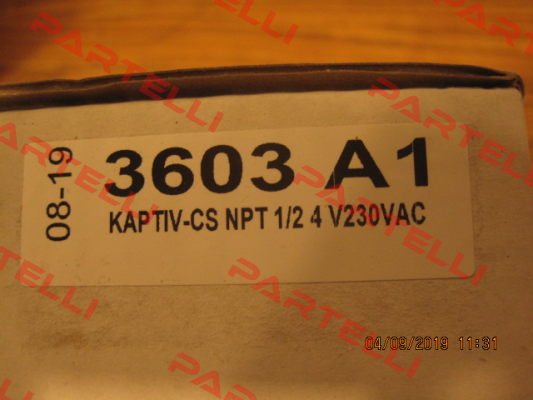 08-19
3603 A1
KAPTIV-CS NPT 1/2 4 V230VAC
04/09/2019 11:31
PARTELLI
PARTELLI
PARTELLI
PARTELLI
PARTELLI
PARTELLI
PARTELLI